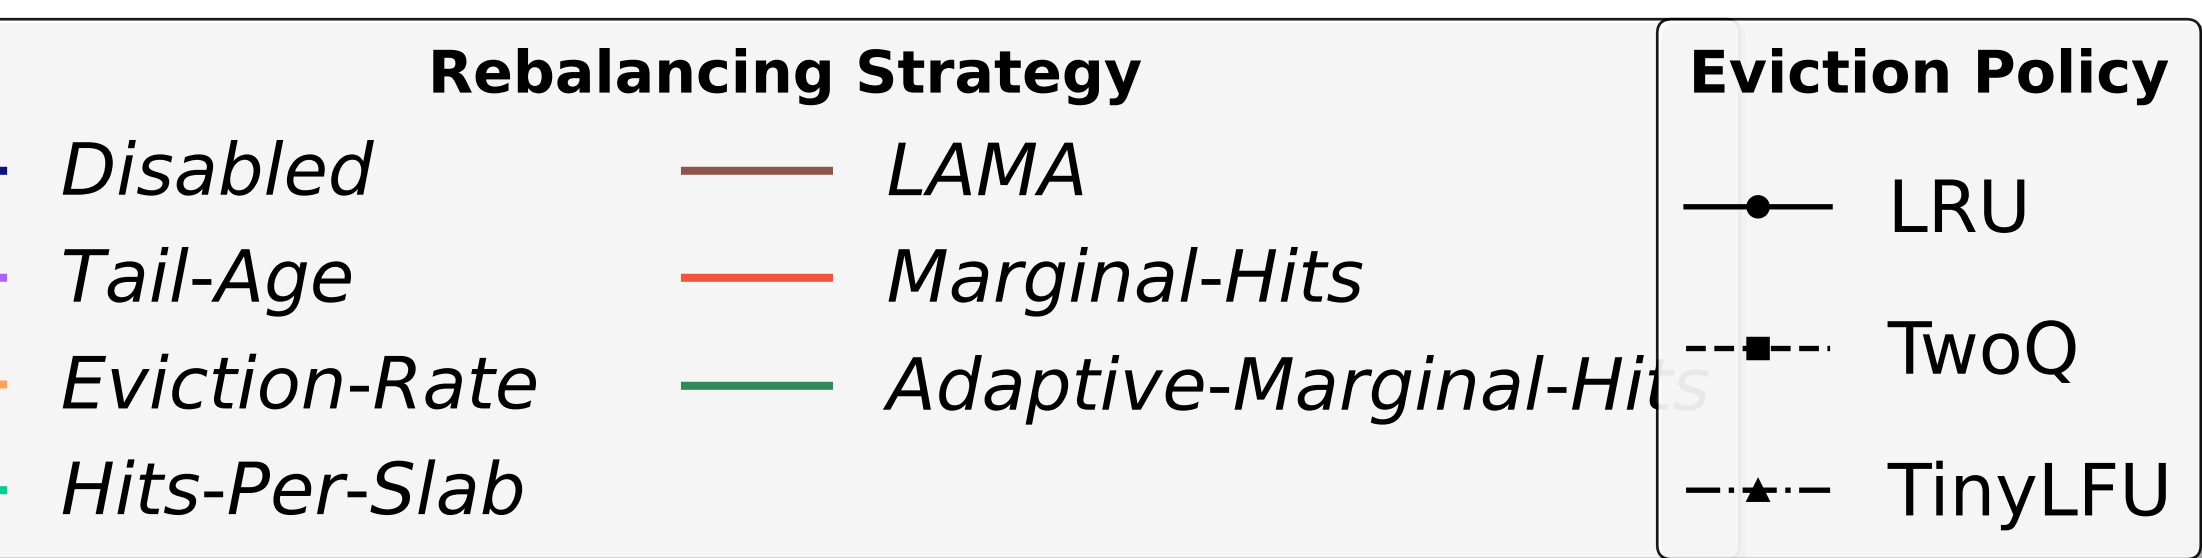 Rebalancing Strategy
Disabled
Tail-Age
Eviction-Rate
Hits-Per-Slab
LAMA
Marginal-Hits
Adaptive-Marginal-Hits
Eviction Policy
LRU
TwoQ
TinyLFU